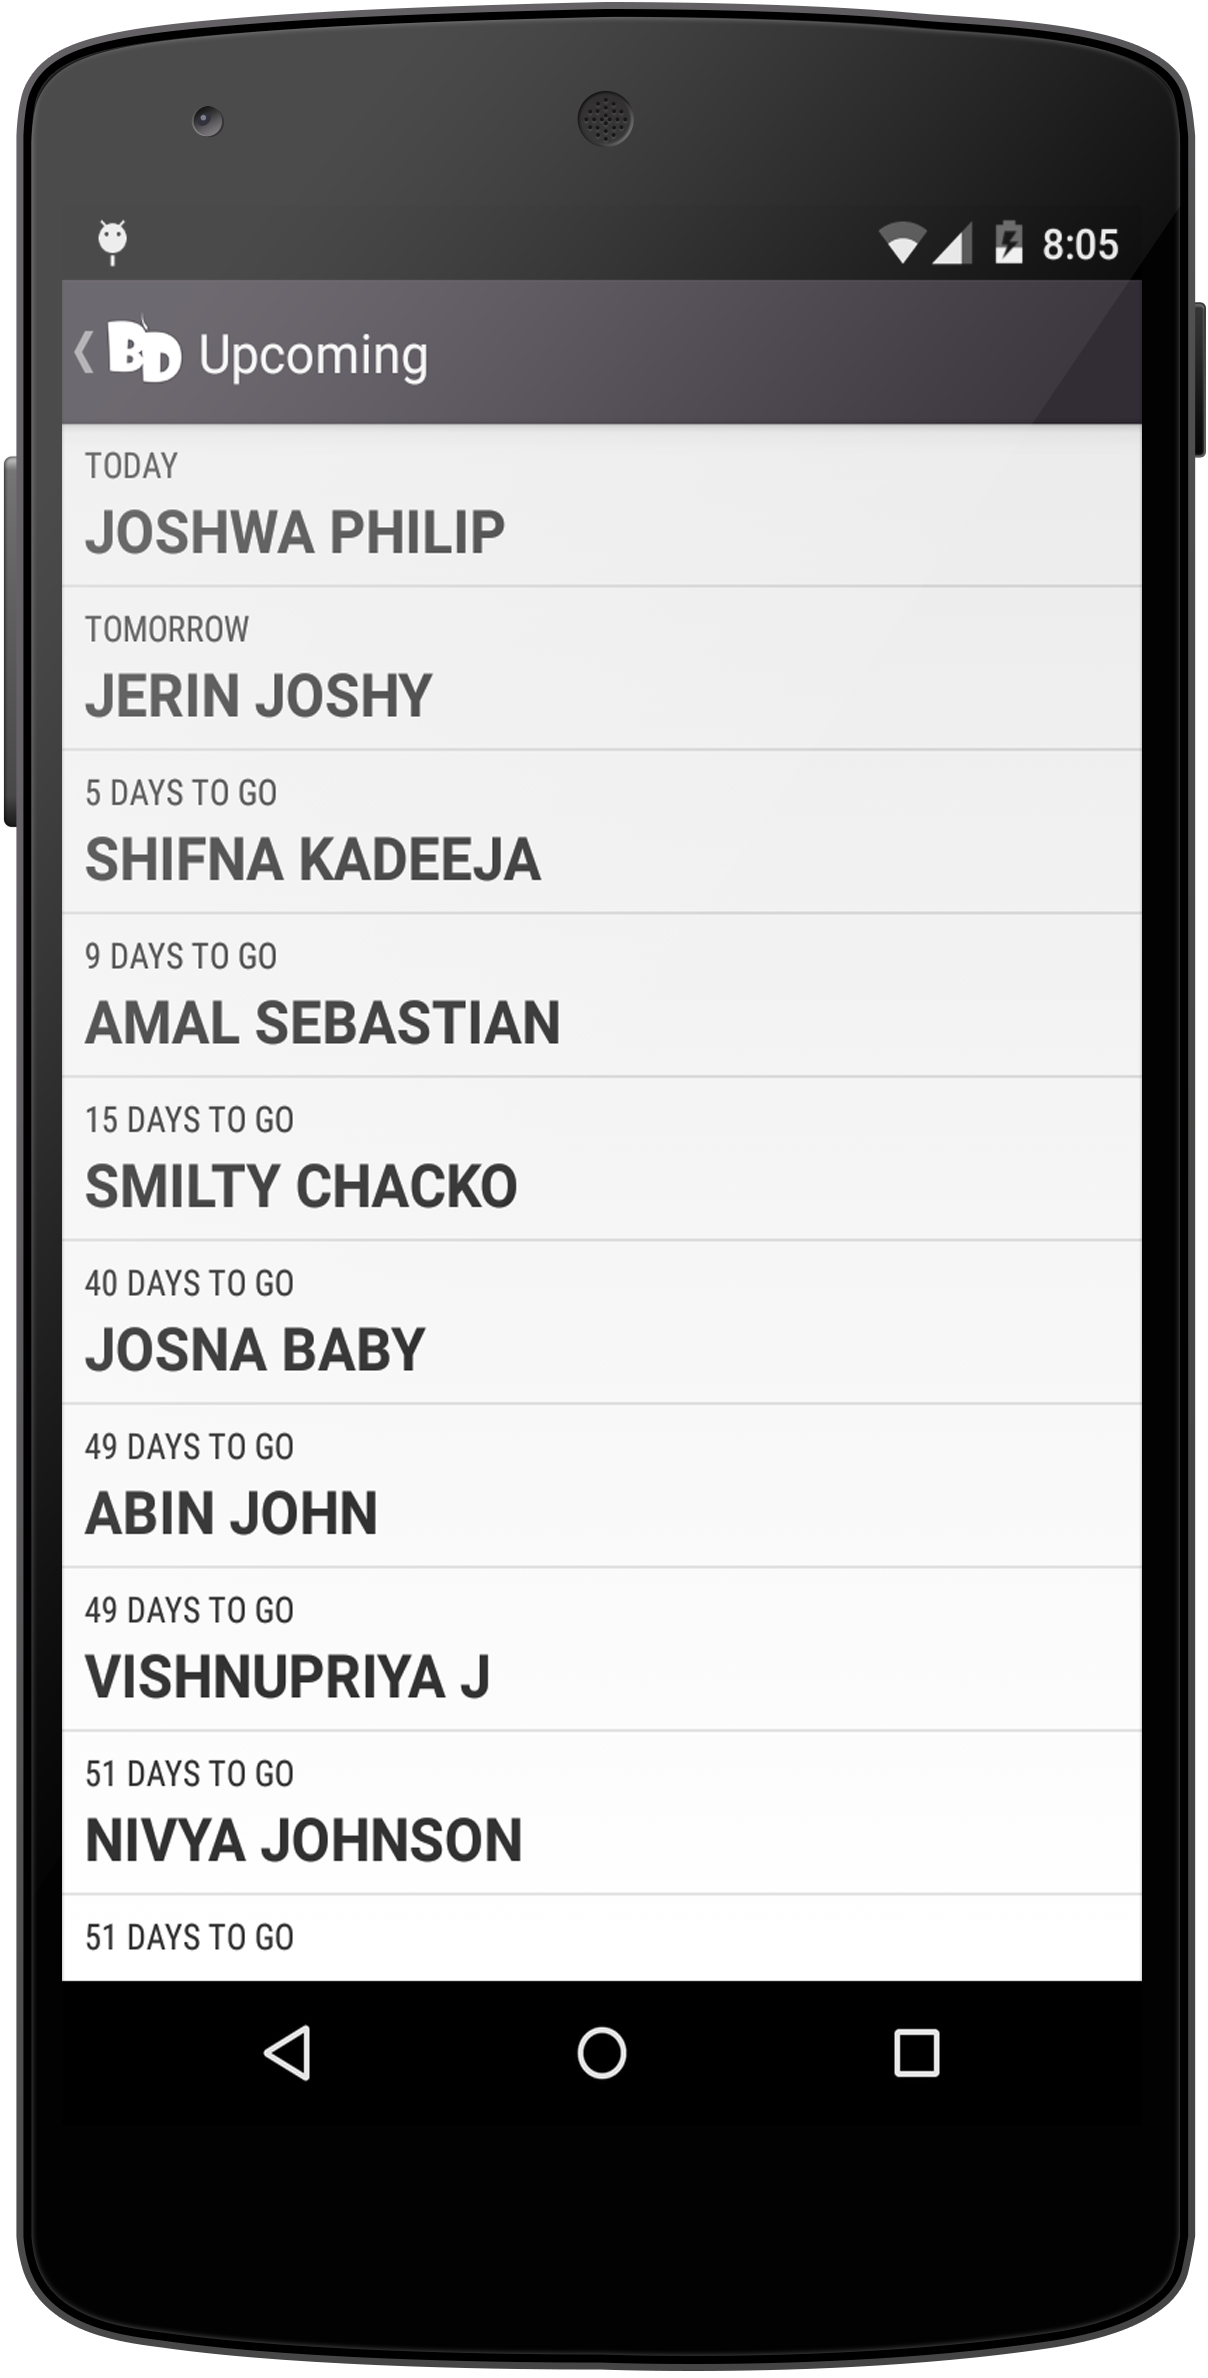 8:05
BD Upcoming
TODAY
JOSHWA PHILIP
TOMORROW
JERIN JOSHY
5 DAYS TO GO
SHIFNA KADEEJA
9 DAYS TO GO
AMAL SEBASTIAN
15 DAYS TO GO
SMILTY CHACKO
40 DAYS TO GO
JOSNA BABY
49 DAYS TO GO
ABIN JOHN
49 DAYS TO GO
VISHNUPRIYA J
51 DAYS TO GO
NIVYA JOHNSON
51 DAYS TO GO